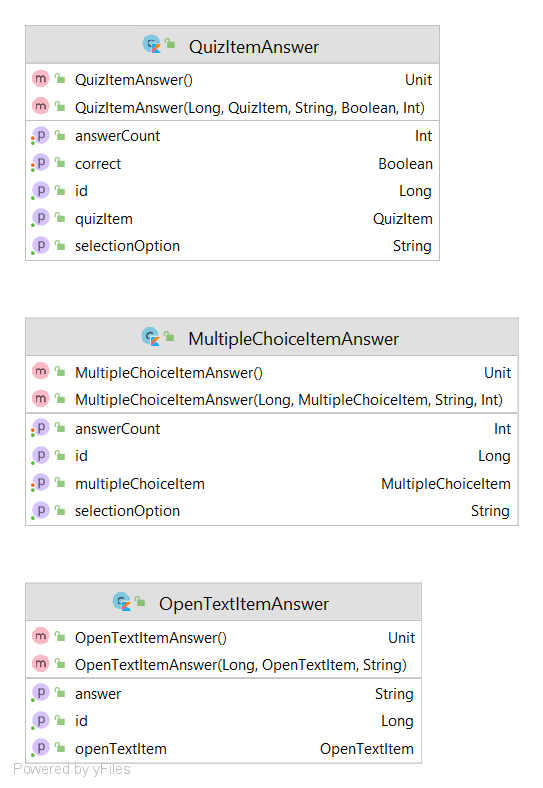 QuizItemAnswer
QuizItemAnswer() Unit
QuizItemAnswer(Long, QuizItem, String, Boolean, Int)
answerCount Int
correct Boolean
id Long
quizItem QuizItem
selectionOption String
MultipleChoiceItemAnswer
MultipleChoiceItemAnswer() Unit
MultipleChoiceItemAnswer(Long, MultipleChoiceItem, String, Int)
answerCount Int
id Long
multipleChoiceItem MultipleChoiceItem
selectionOption String
OpenTextItemAnswer
OpenTextItemAnswer() Unit
OpenTextItemAnswer(Long, OpenTextItem, String)
answer String
id Long
openTextItem OpenTextItem
Powered by yFiles